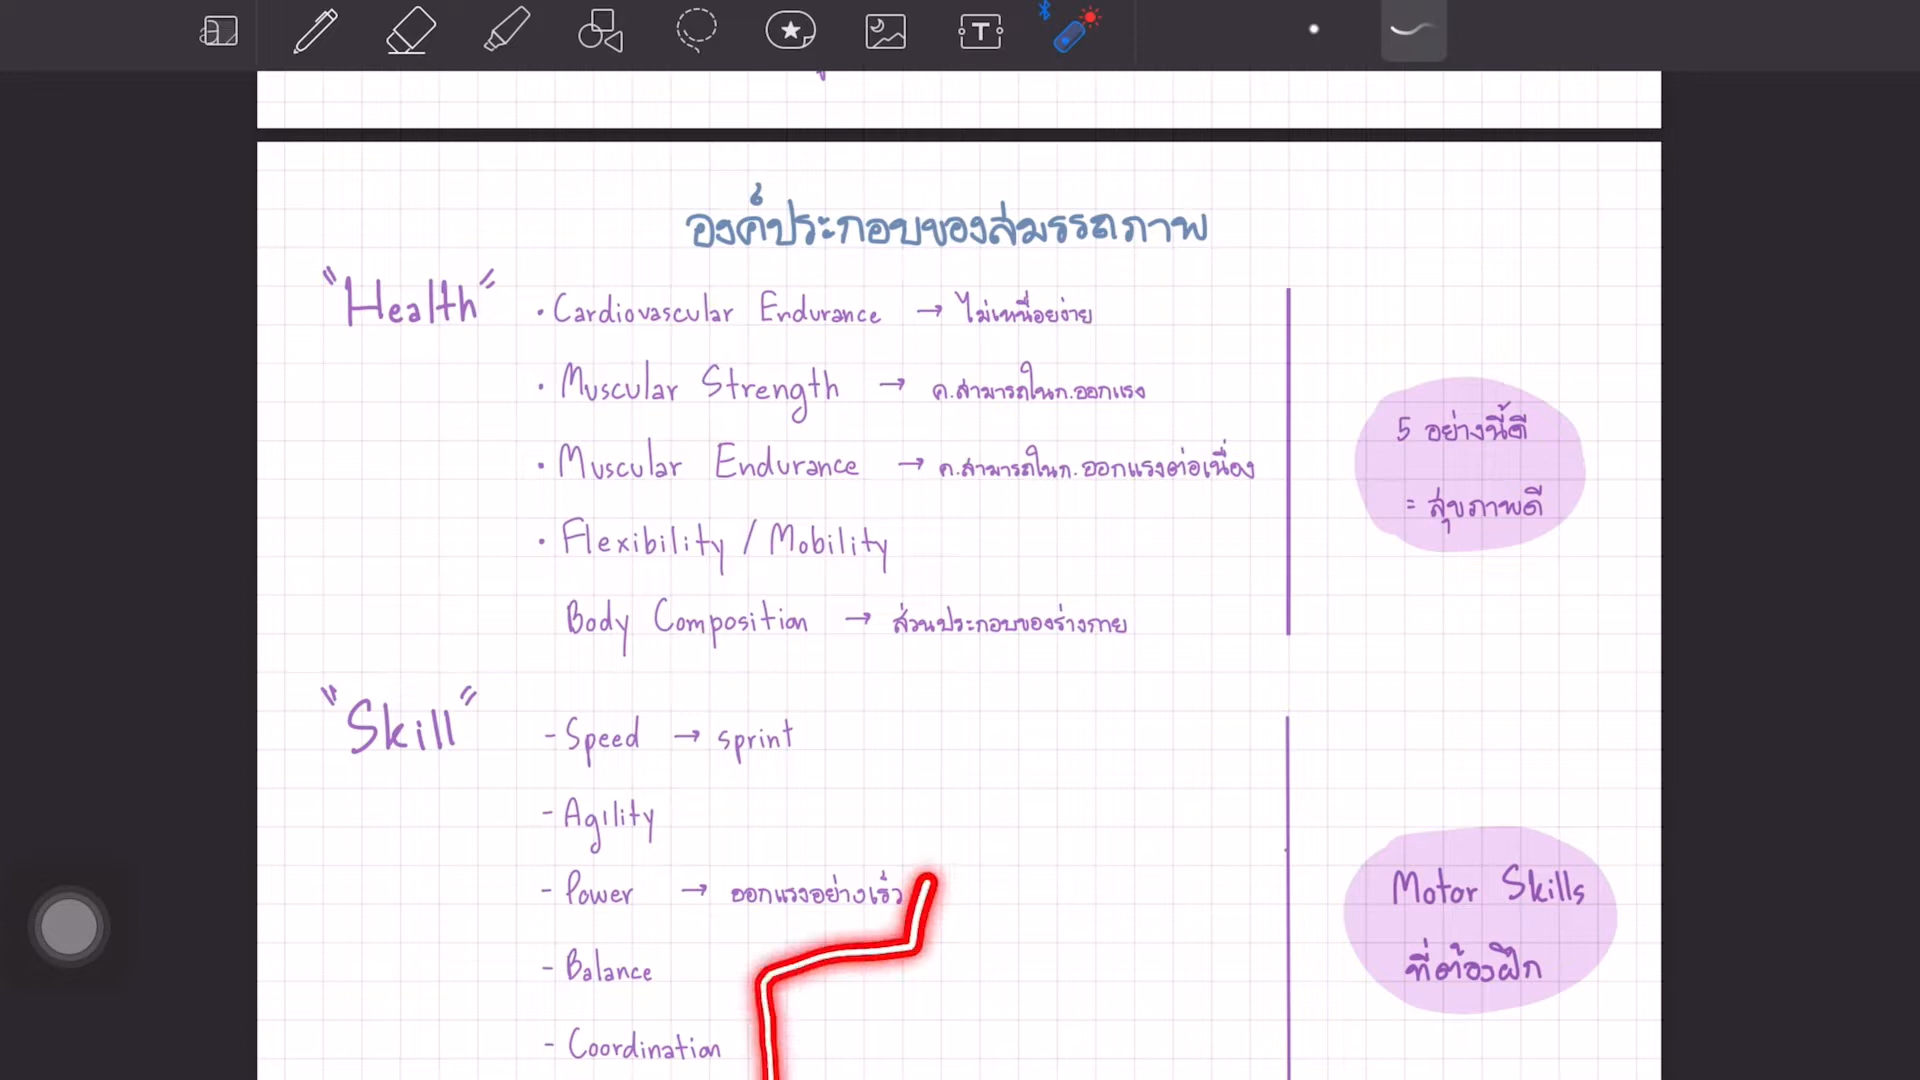 องค์ประกอบของสมรรถภาพ
"Health"
• Cardiovascular Endurance → ไม่เหนื่อยง่าย
• Muscular Strength → ค.สามารถในก.ออกแรง
• Muscular Endurance → ค.สามารถในก.ออกแรงต่อเนื่อง
• Flexibility / Mobility
Body Composition → ส่วนประกอบของร่างกาย
5 อย่างนี้ดี
= สุขภาพดี
"Skill"
- Speed → sprint
- Agility
- Power → ออกแรงอย่างเร็ว
- Balance
- Coordination
Motor Skills
ที่ต้องฝึก